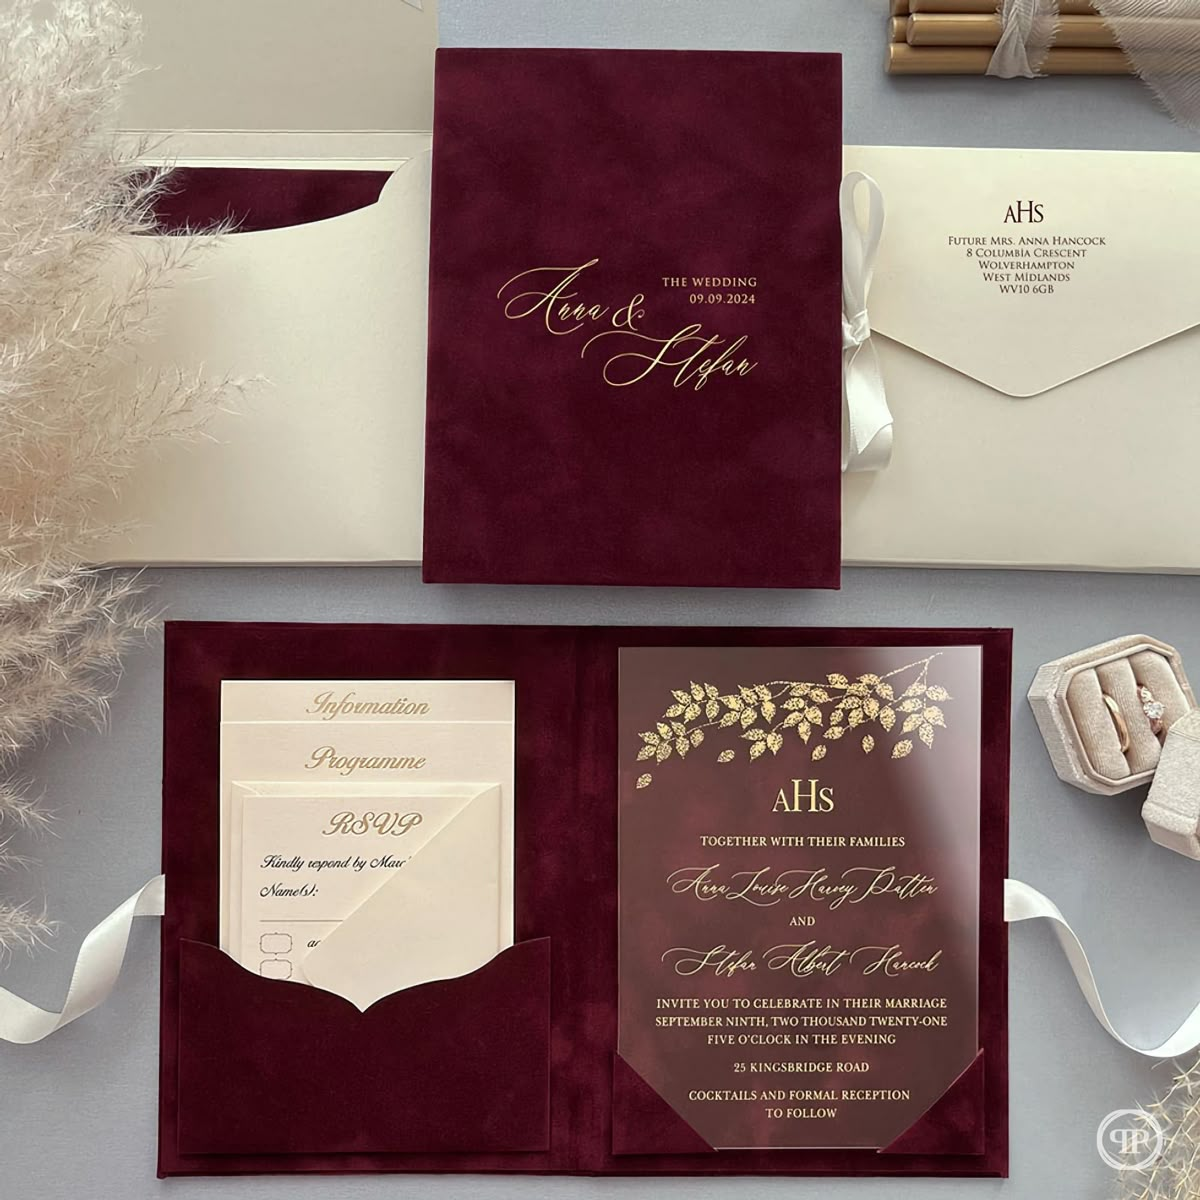 THE WEDDING
09.09.2024
Anna &
Stefan
AHS
FUTURE MRS. ANNA HANCOCK
8 COLUMBIA CRESCENT
WOLVERHAMPTON
WEST MIDLANDS
WV10 6GB
Information
Programme
RSVP
Kindly respond by Marc
Name(s):
AHS
TOGETHER WITH THEIR FAMILIES
Anna Louise Harvey Patter
AND
Stefan Albert Hancock
INVITE YOU TO CELEBRATE IN THEIR MARRIAGE
SEPTEMBER NINTH, TWO THOUSAND TWENTY-ONE
FIVE O'CLOCK IN THE EVENING
25 KINGSBRIDGE ROAD
COCKTAILS AND FORMAL RECEPTION
TO FOLLOW